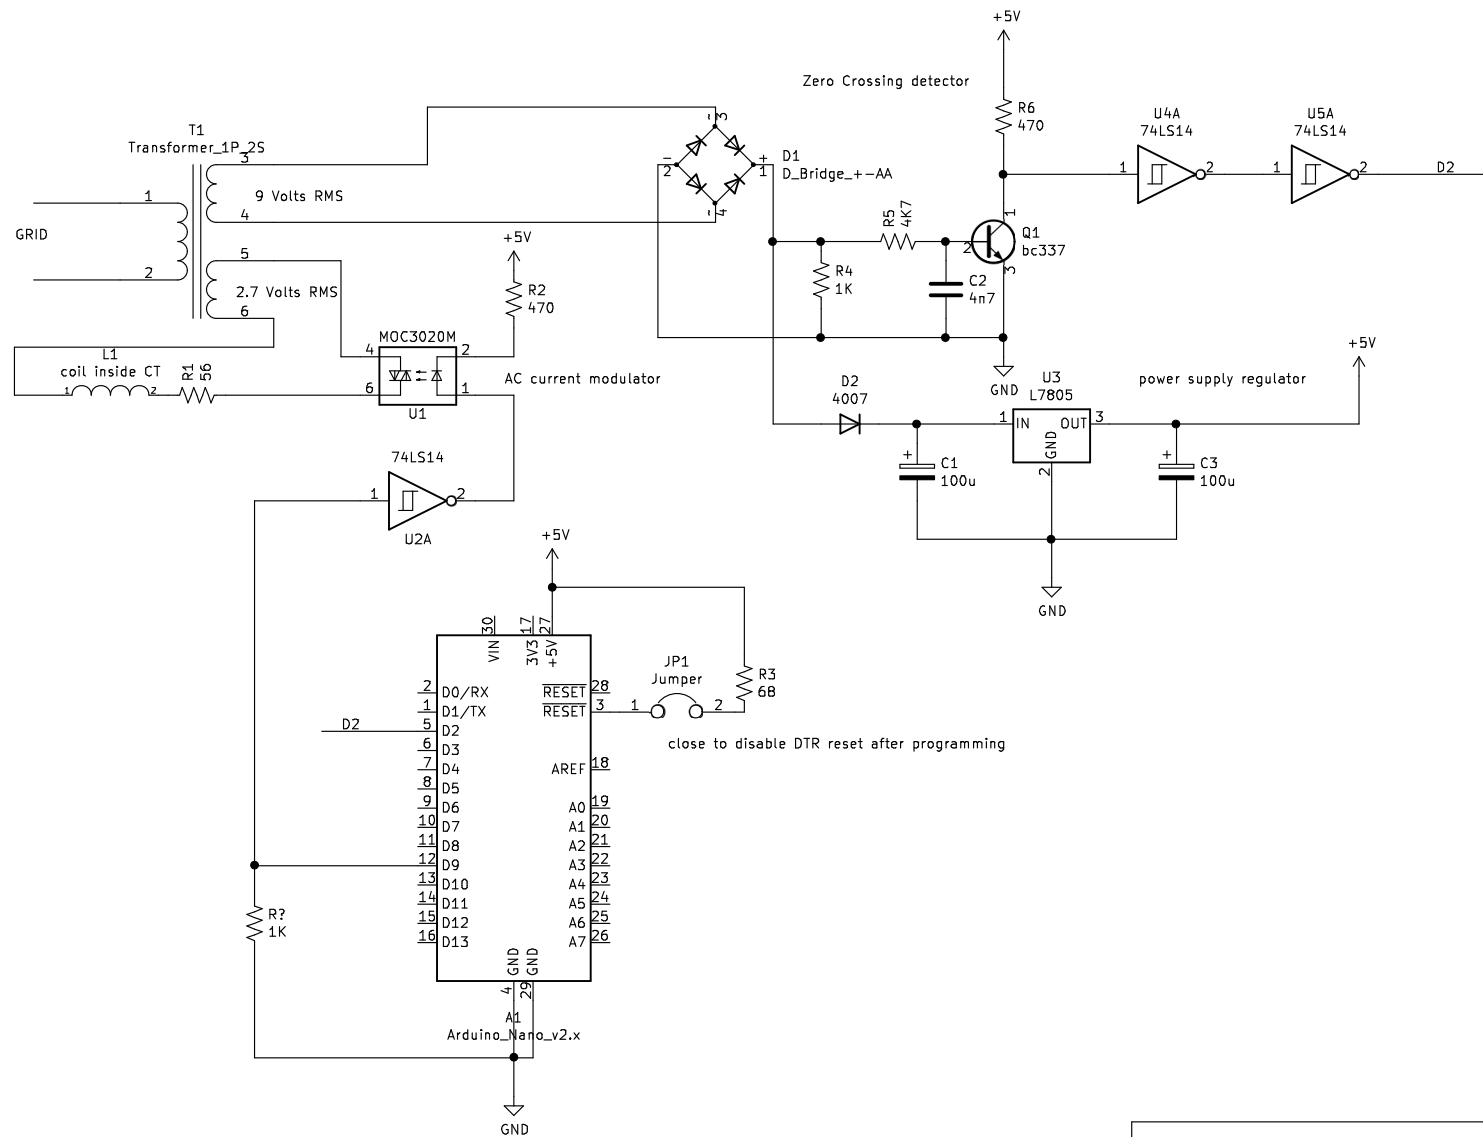 +5V
Zero Crossing detector
R6
470
U4A
74LS14
1
2
U5A
74LS14
1
2
D2
T1
Transformer_1P_2S
3
9 Volts RMS
4
1
2
GRID
5
2.7 Volts RMS
6
~
3
-
2
+
1
~
4
D1
D_Bridge_+-AA
R5
4K7
R4
1K
C2
4n7
1
2
3
Q1
bc337
GND
+5V
R2
470
MOC3020M
4
2
6
1
U1
AC current modulator
L1
coil inside CT
1
2
R1
56
D2
4007
U3
L7805
1
IN
OUT
3
GND
2
power supply regulator
+5V
+
C1
100u
+
C3
100u
GND
74LS14
1
2
U2A
+5V
30
VIN
17
3V3
27
+5V
JP1
Jumper
1
2
R3
68
close to disable DTR reset after programming
2 D0/RX
1 D1/TX
D2
5 D2
6 D3
7 D4
8 D5
9 D6
10 D7
11 D8
12 D9
13 D10
14 D11
15 D12
16 D13
RESET 28
RESET 3
AREF 18
A0 19
A1 20
A2 21
A3 22
A4 23
A5 24
A6 25
A7 26
GND
4
GND
29
R?
1K
A1
Arduino_Nano_v2.x
GND